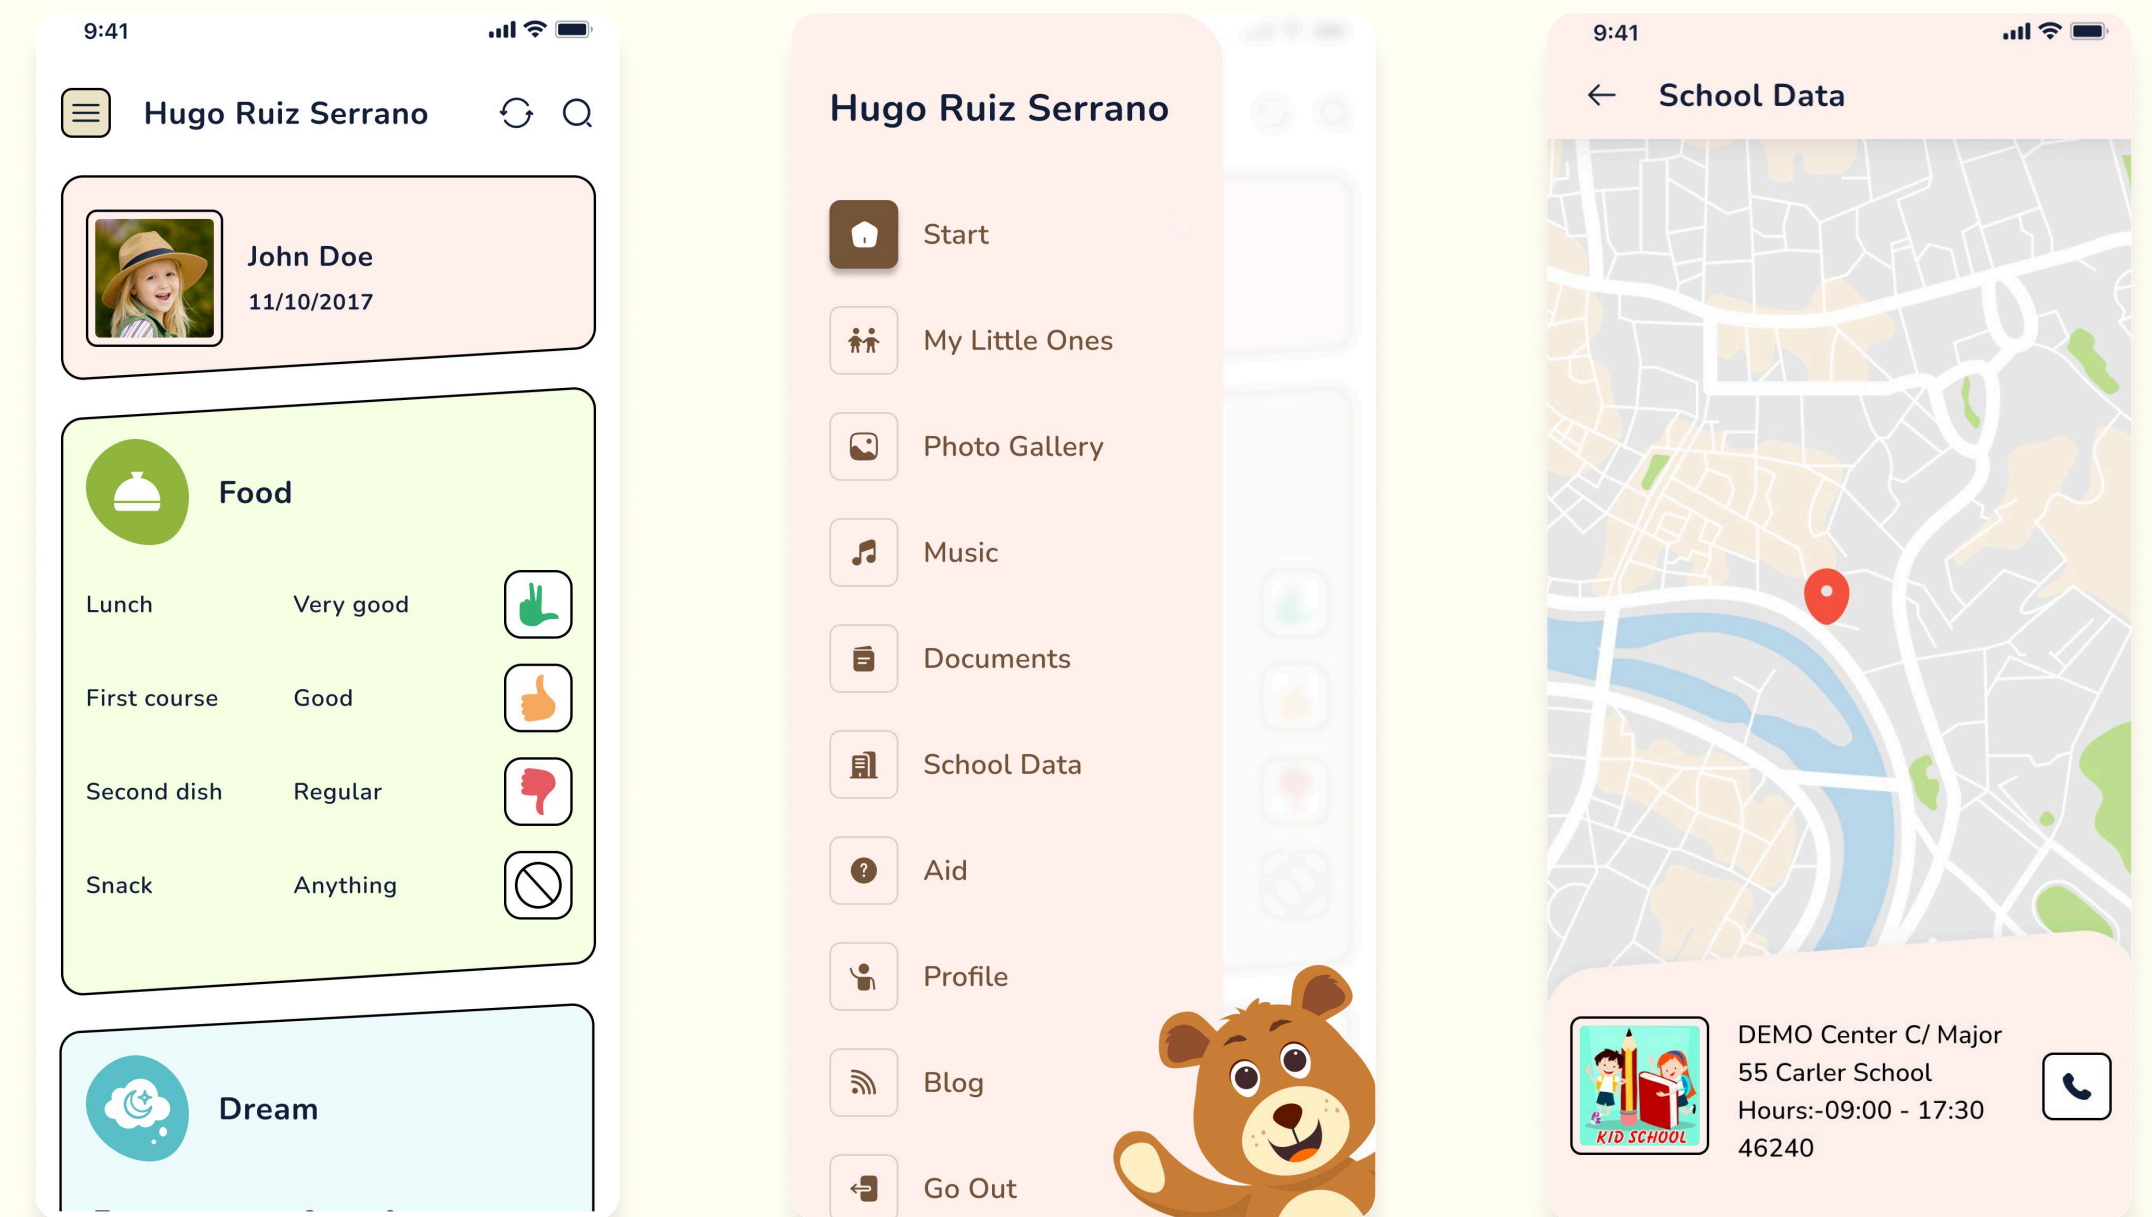 9:41
Hugo Ruiz Serrano
John Doe
11/10/2017
Food
Lunch Very good
First course Good
Second dish Regular
Snack Anything
Dream
Hugo Ruiz Serrano
Start
My Little Ones
Photo Gallery
Music
Documents
School Data
Aid
Profile
Blog
Go Out
9:41
School Data
KID SCHOOL
DEMO Center C/ Major
55 Carler School
Hours:-09:00 - 17:30
46240